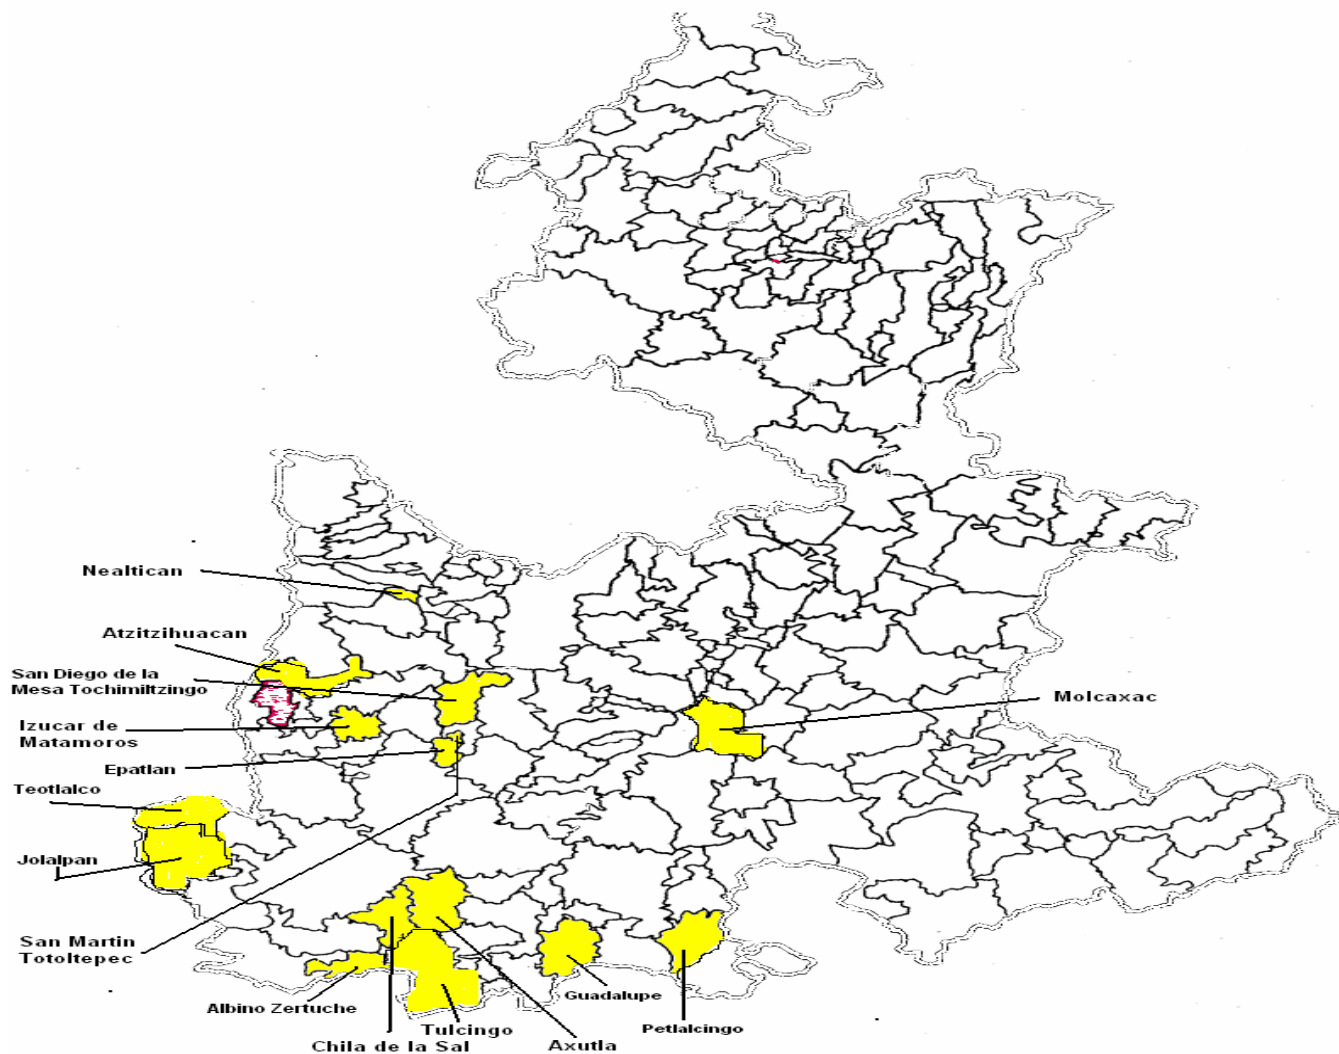 Nealtican
Atzitzihuacan
San Diego de la
Mesa Tochimiltzingo
Molcaxac
Izucar de
Matamoros
Epatlan
Teotlalco
Jolalpan
San Martin
Totoltepec
Albino Zertuche
Guadalupe
Petlalcingo
Tulcingo
Chila de la Sal
Axutla